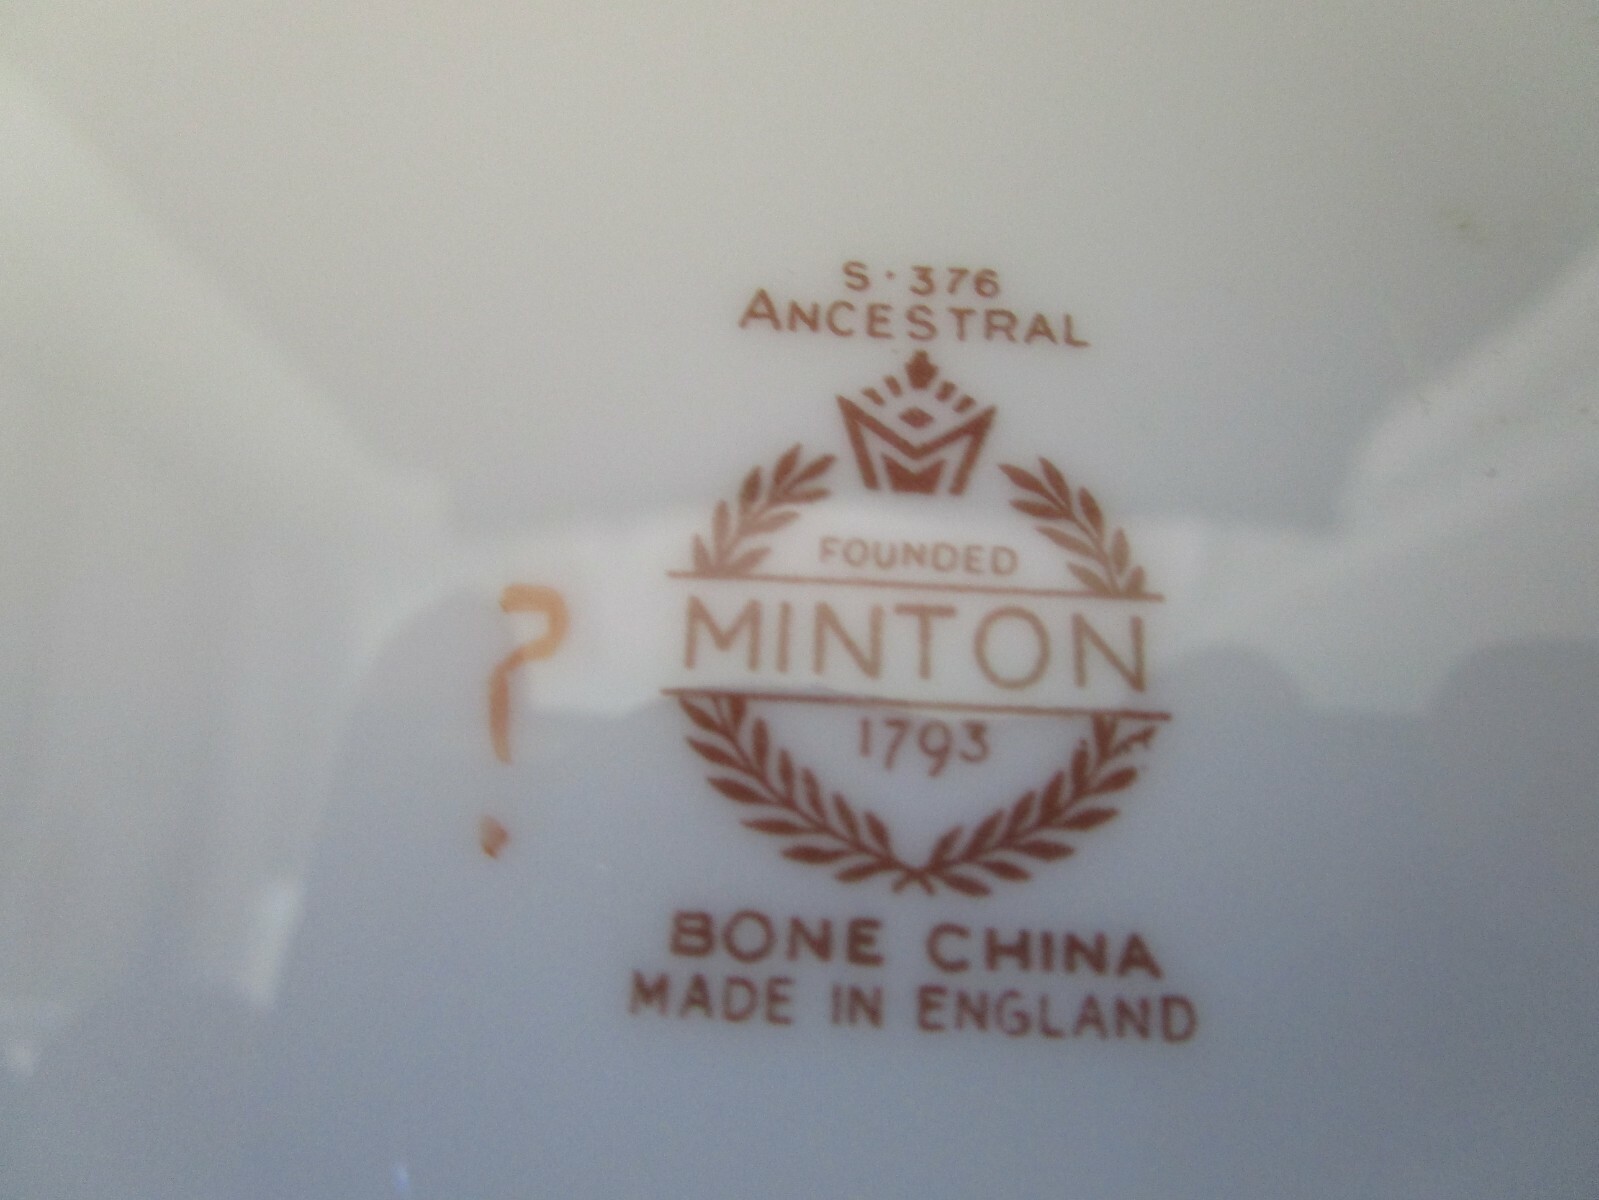 S·376
ANCESTRAL
FOUNDED
MINTON
1793
BONE CHINA
MADE IN ENGLAND
?